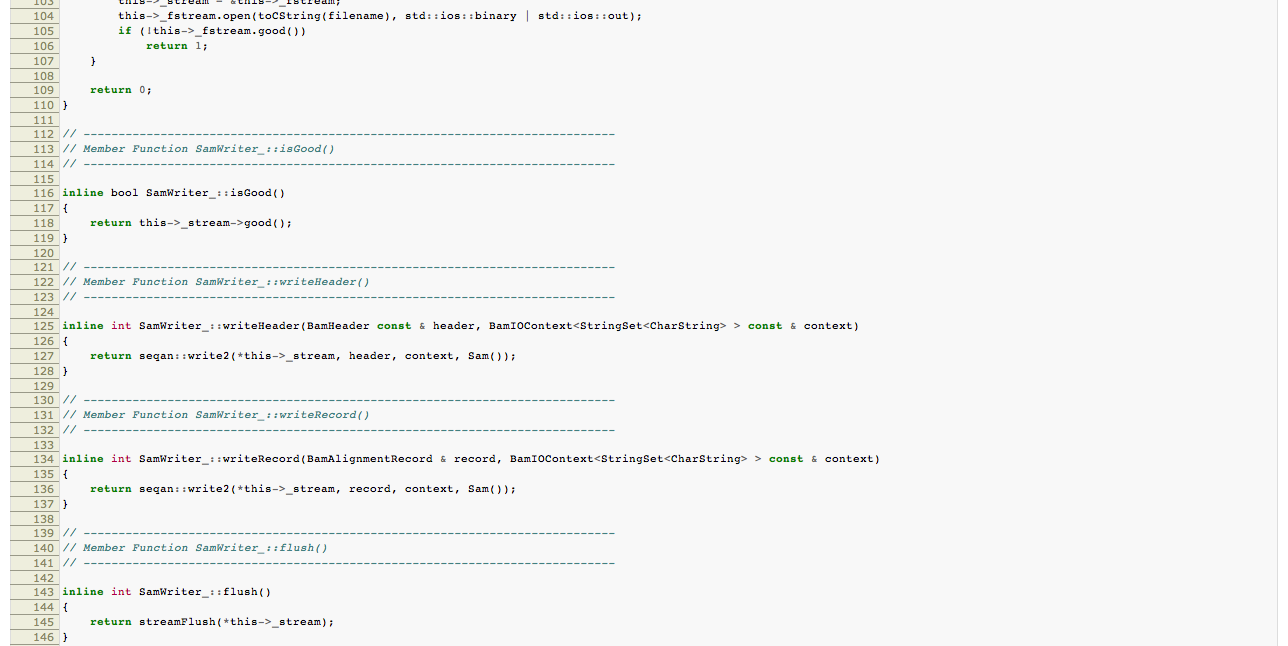 103         this->_stream = &this->_fstream;
104         this->_fstream.open(toCString(filename), std::ios::binary | std::ios::out);
105         if (!this->_fstream.good())
106             return 1;
107     }
108
109     return 0;
110 }
111
112 // ----------------------------------------------------------------------------
113 // Member Function SamWriter_::isGood()
114 // ----------------------------------------------------------------------------
115
116 inline bool SamWriter_::isGood()
117 {
118     return this->_stream->good();
119 }
120
121 // ----------------------------------------------------------------------------
122 // Member Function SamWriter_::writeHeader()
123 // ----------------------------------------------------------------------------
124
125 inline int SamWriter_::writeHeader(BamHeader const & header, BamIOContext<StringSet<CharString> > const & context)
126 {
127     return seqan::write2(*this->_stream, header, context, Sam());
128 }
129
130 // ----------------------------------------------------------------------------
131 // Member Function SamWriter_::writeRecord()
132 // ----------------------------------------------------------------------------
133
134 inline int SamWriter_::writeRecord(BamAlignmentRecord & record, BamIOContext<StringSet<CharString> > const & context)
135 {
136     return seqan::write2(*this->_stream, record, context, Sam());
137 }
138
139 // ----------------------------------------------------------------------------
140 // Member Function SamWriter_::flush()
141 // ----------------------------------------------------------------------------
142
143 inline int SamWriter_::flush()
144 {
145     return streamFlush(*this->_stream);
146 }